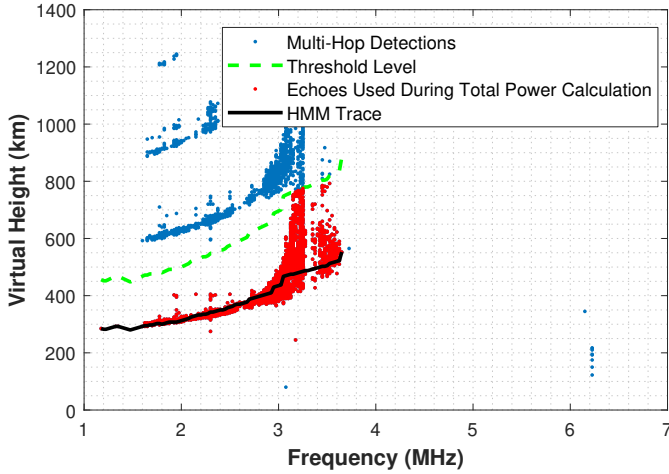 1400
1200
1000
800
600
400
200
0
Virtual Height (km)
Multi-Hop Detections
Threshold Level
Echoes Used During Total Power Calculation
HMM Trace
1 2 3 4 5 6 7
Frequency (MHz)